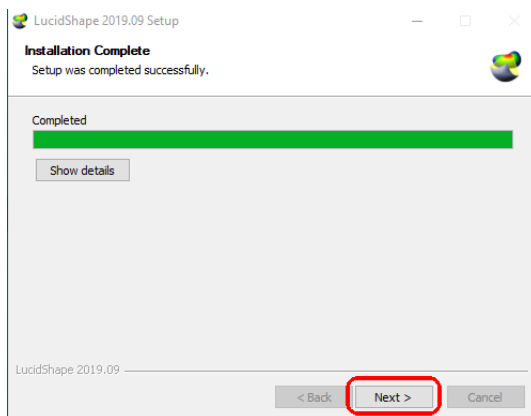 LucidShape 2019.09 Setup
Installation Complete
Setup was completed successfully.
Completed
Show details
LucidShape 2019.09
< Back
Next >
Cancel